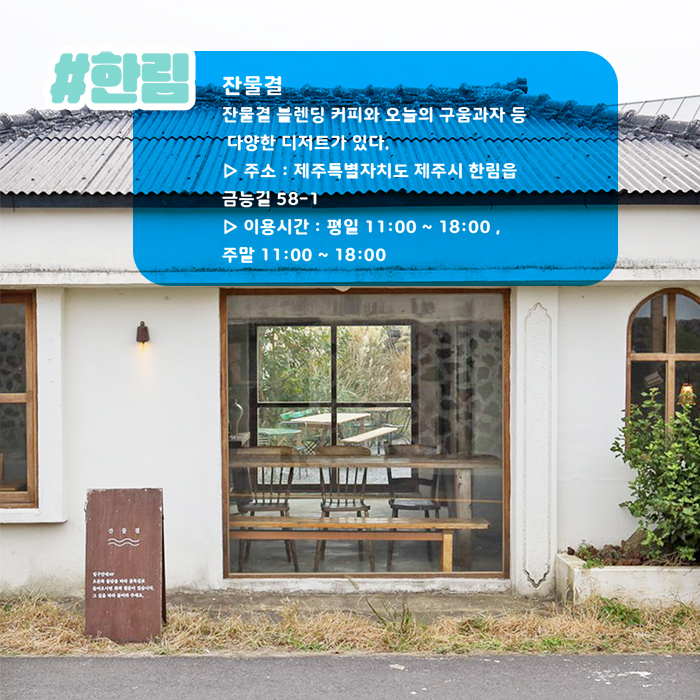 #한림
잔물결
잔물결 블렌딩 커피와 오늘의 구움과자 등
다양한 디저트가 있다.
▷ 주소 : 제주특별자치도 제주시 한림읍
금능길 58-1
▷ 이용시간 : 평일 11:00 ~ 18:00 ,
주말 11:00 ~ 18:00
잔물결